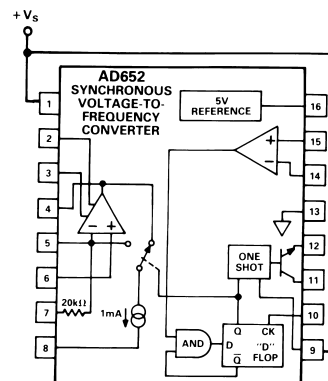 + VS
AD652
SYNCHRONOUS
VOLTAGE-TO-
FREQUENCY
CONVERTER
5V
REFERENCE
1
2
3
4
5
6
7
8
16
15
14
13
12
11
10
9
+
−
−
+
20kΩ
1mA
ONE
SHOT
AND
Q CK
D "D"
Q FLOP